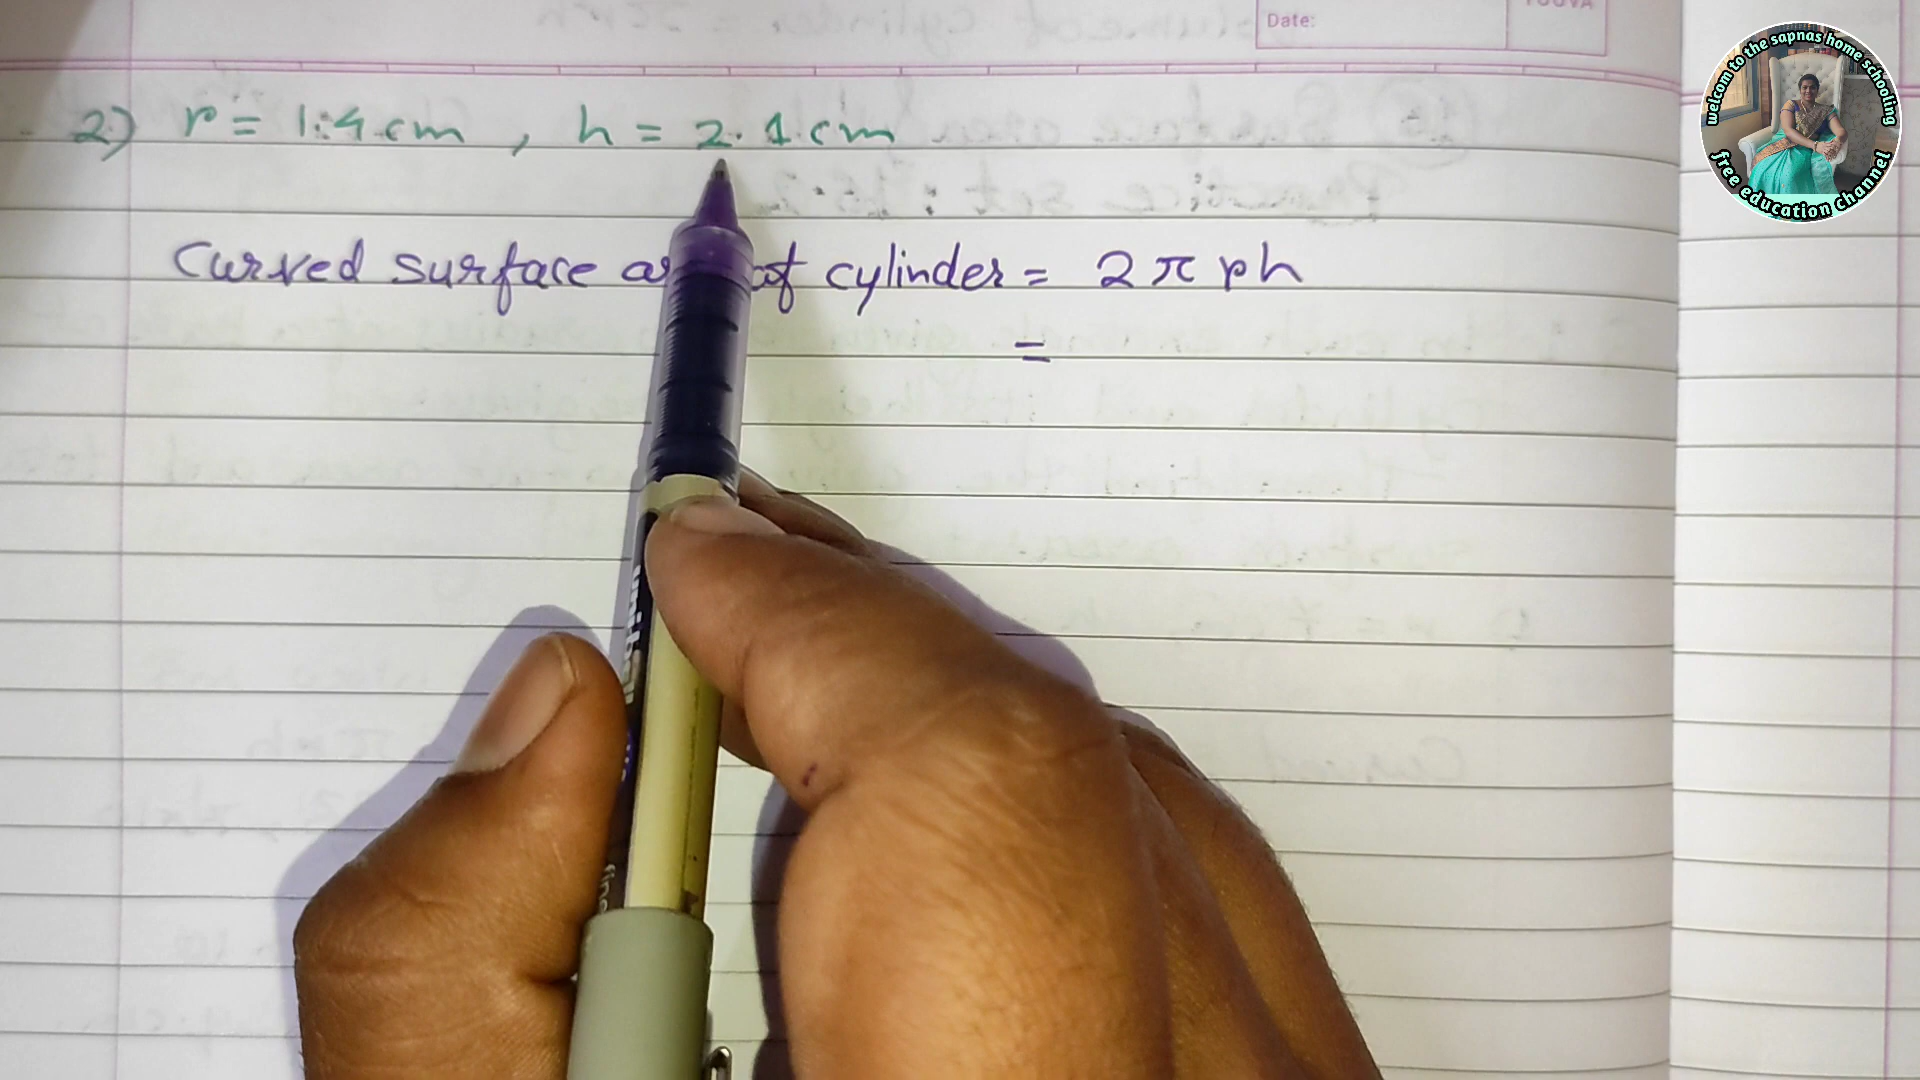 Date:
2) r = 1.4 cm , h = 2.1 cm
Curved surface of cylinder = 2πrh
=
welcom to the sapnas home schooling
free education channel